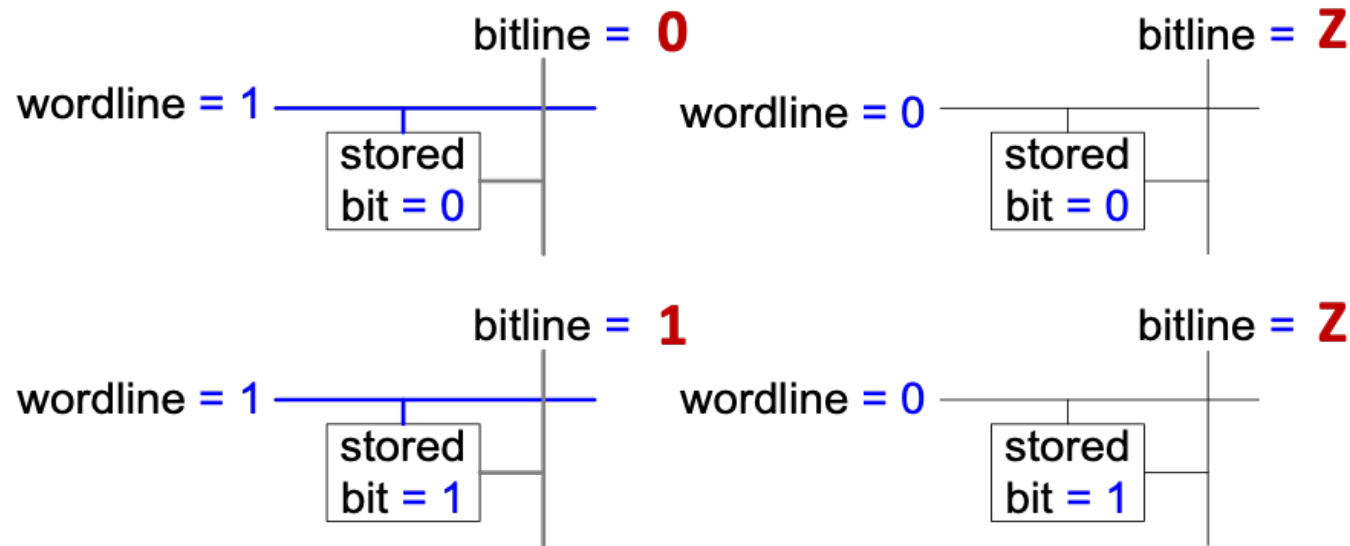 bitline = 0
wordline = 1
stored
bit = 0
bitline = Z
wordline = 0
stored
bit = 0
bitline = 1
wordline = 1
stored
bit = 1
bitline = Z
wordline = 0
stored
bit = 1